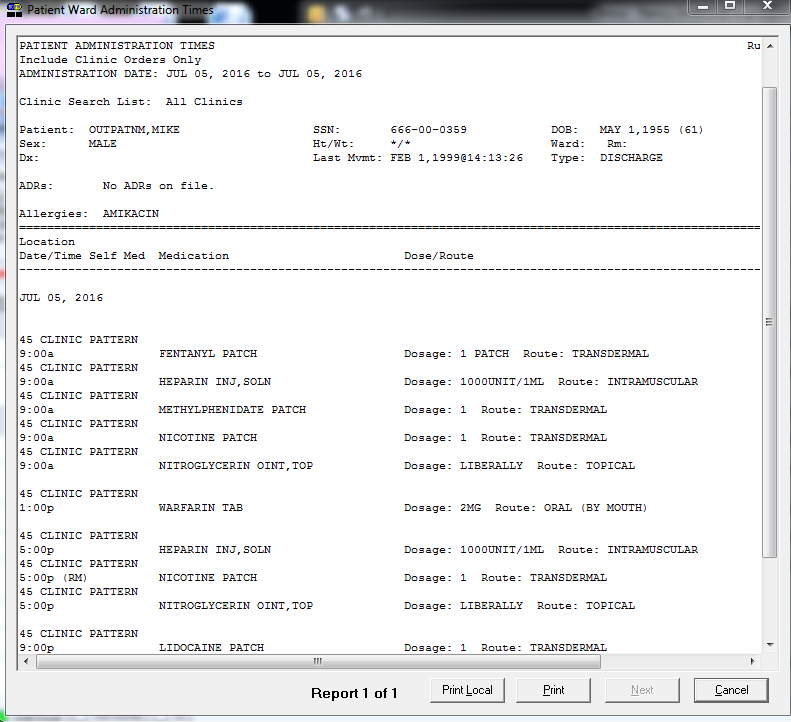 Patient Ward Administration Times
PATIENT ADMINISTRATION TIMES Ru
Include Clinic Orders Only
ADMINISTRATION DATE: JUL 05, 2016 to JUL 05, 2016
Clinic Search List: All Clinics
Patient: OUTPATNM,MIKE SSN: 666-00-0359 DOB: MAY 1,1955 (61)
Sex: MALE Ht/Wt: */* Ward: Rm:
Dx: Last Mvmt: FEB 1,1999@14:13:26 Type: DISCHARGE
ADRs: No ADRs on file.
Allergies: AMIKACIN
Location
Date/Time Self Med Medication Dose/Route
JUL 05, 2016
45 CLINIC PATTERN
9:00a FENTANYL PATCH Dosage: 1 PATCH Route: TRANSDERMAL
45 CLINIC PATTERN
9:00a HEPARIN INJ,SOLN Dosage: 1000UNIT/1ML Route: INTRAMUSCULAR
45 CLINIC PATTERN
9:00a METHYLPHENIDATE PATCH Dosage: 1 Route: TRANSDERMAL
45 CLINIC PATTERN
9:00a NICOTINE PATCH Dosage: 1 Route: TRANSDERMAL
45 CLINIC PATTERN
9:00a NITROGLYCERIN OINT,TOP Dosage: LIBERALLY Route: TOPICAL
45 CLINIC PATTERN
1:00p WARFARIN TAB Dosage: 2MG Route: ORAL (BY MOUTH)
45 CLINIC PATTERN
5:00p HEPARIN INJ,SOLN Dosage: 1000UNIT/1ML Route: INTRAMUSCULAR
45 CLINIC PATTERN
5:00p (RM) NICOTINE PATCH Dosage: 1 Route: TRANSDERMAL
45 CLINIC PATTERN
5:00p NITROGLYCERIN OINT,TOP Dosage: LIBERALLY Route: TOPICAL
45 CLINIC PATTERN
9:00p LIDOCAINE PATCH Dosage: 1 Route: TRANSDERMAL
Report 1 of 1 Print Local Print Next Cancel